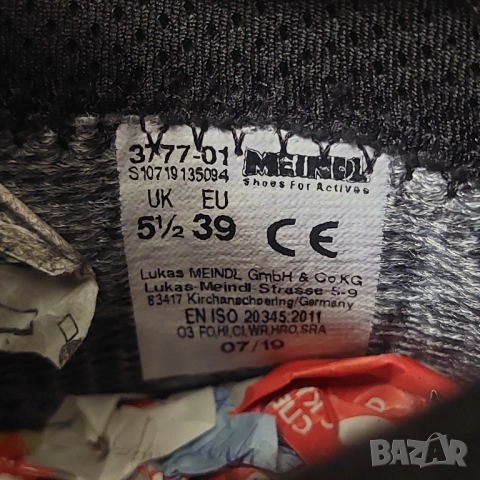 3777-01 MEINDL
S10719135094 Shoes For Actives
UK EU
5½ 39 CE
Lukas MEINDL GmbH & Co.KG
Lukas-Meindl-Strasse 5-9
83417 Kirchanschoering/Germany
EN ISO 20345:2011
03 FO,HI,CI,WR,HRO,SRA
07/19
BAZAR